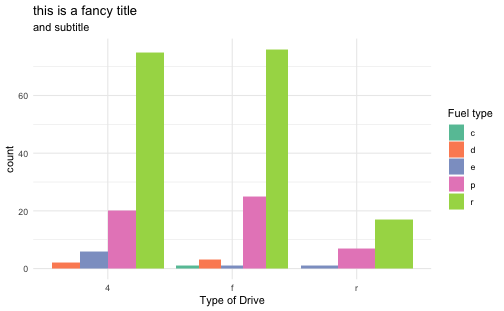 this is a fancy title
and subtitle
60
40
20
0
count
4 f r
Type of Drive
Fuel type
c
d
e
p
r